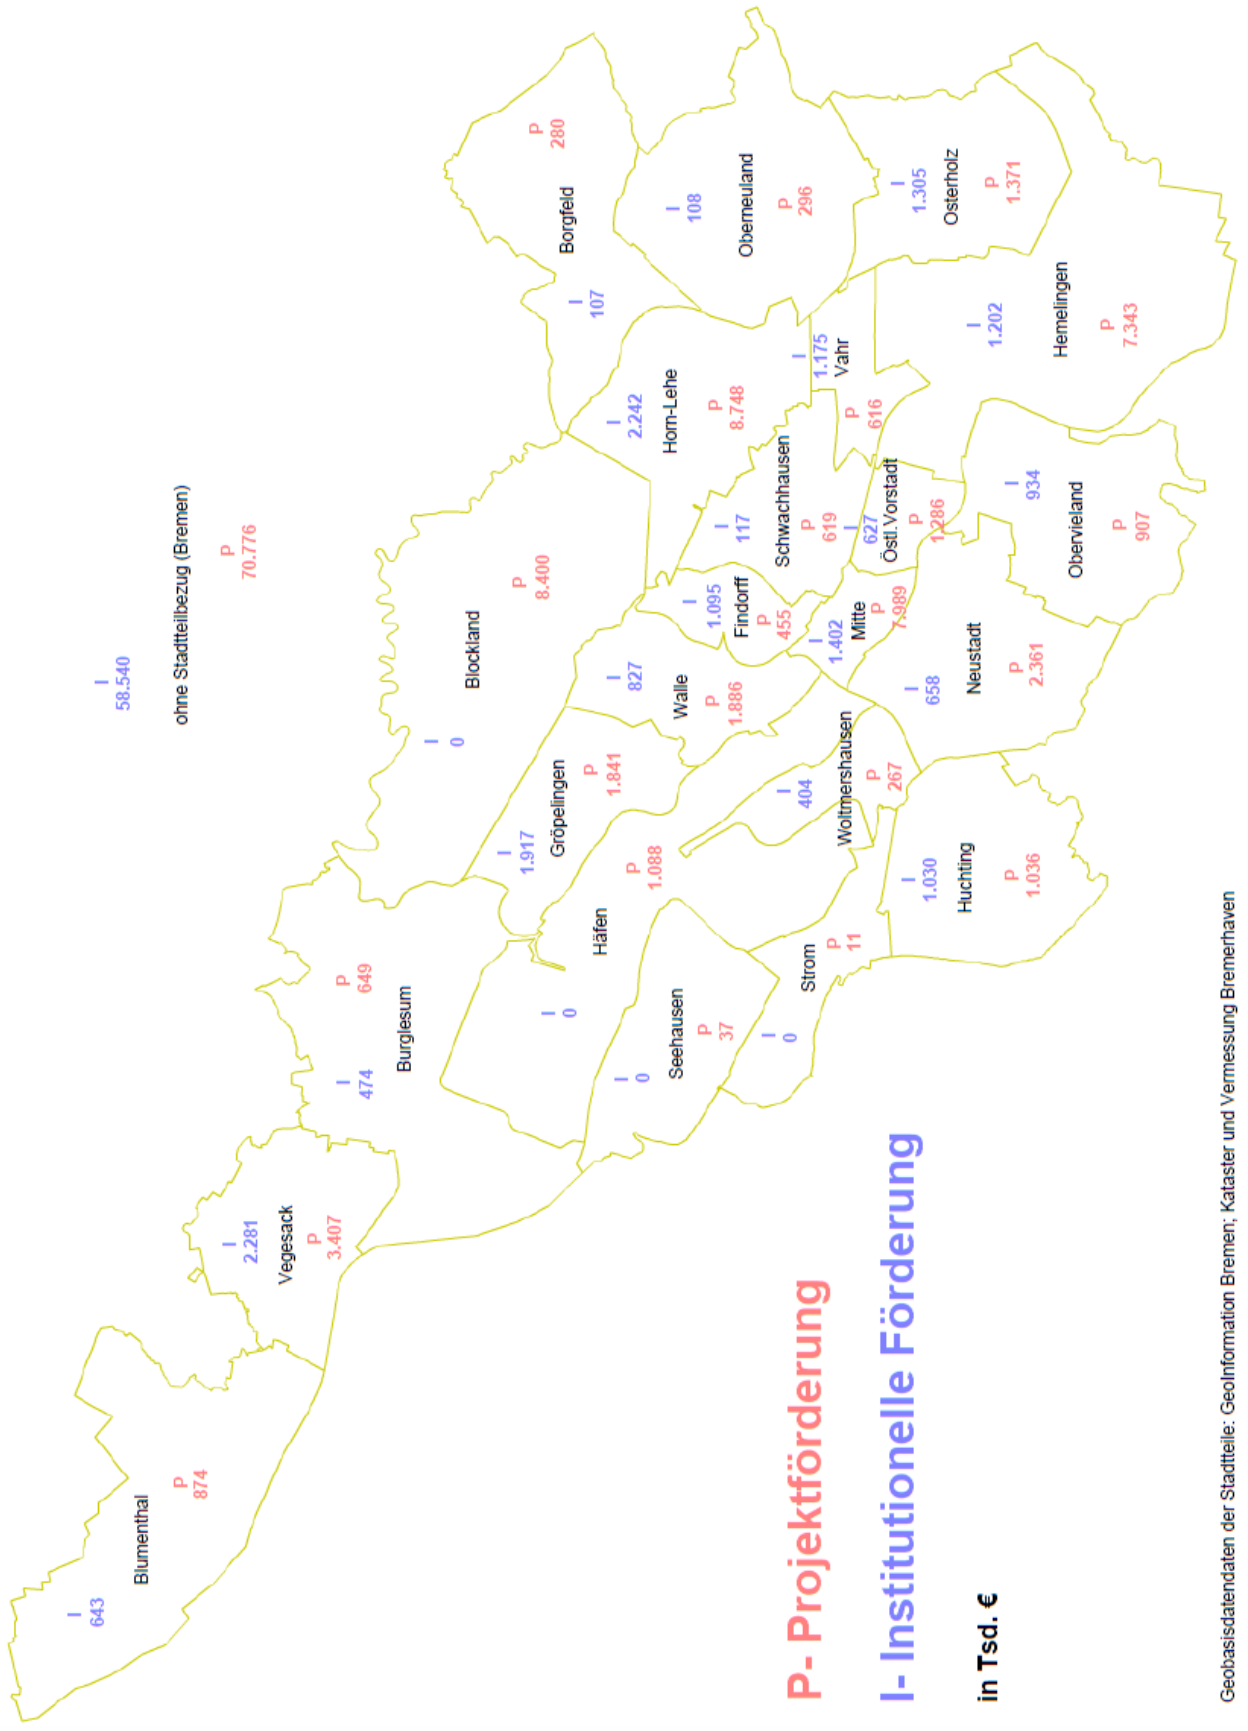 I
58.540
ohne Stadtteilbezug (Bremen)
P
70.776
I
643
Blumenthal
P
874
I
2.281
Vegesack
P
3.407
I
474
Burglesum
P
649
I
0
Blockland
P
8.400
I
107
Borgfeld
P
280
I
2.242
Horn-Lehe
P
8.748
I
108
Oberneuland
P
296
I
1.917
Gröpelingen
P
1.841
I
827
Walle
P
1.886
I
1.095
Findorff
P
455
I
117
Schwachhausen
P
619
I
1.175
Vahr
P
616
I
1.305
Osterholz
P
1.371
I
0
Häfen
P
1.088
I
0
Seehausen
P
37
I
0
Strom
P
11
I
404
Woltmershausen
P
267
I
1.402
Mitte
P
7.989
I
627
Östl.Vorstadt
P
1.286
I
1.202
Hemelingen
P
7.343
I
1.030
Huchting
P
1.036
I
658
Neustadt
P
2.361
I
934
Obervieland
P
907
P- Projektförderung
I- Institutionelle Förderung
in Tsd. €
Geobasisdatendaten der Stadtteile: GeoInformation Bremen; Kataster und Vermessung Bremerhaven